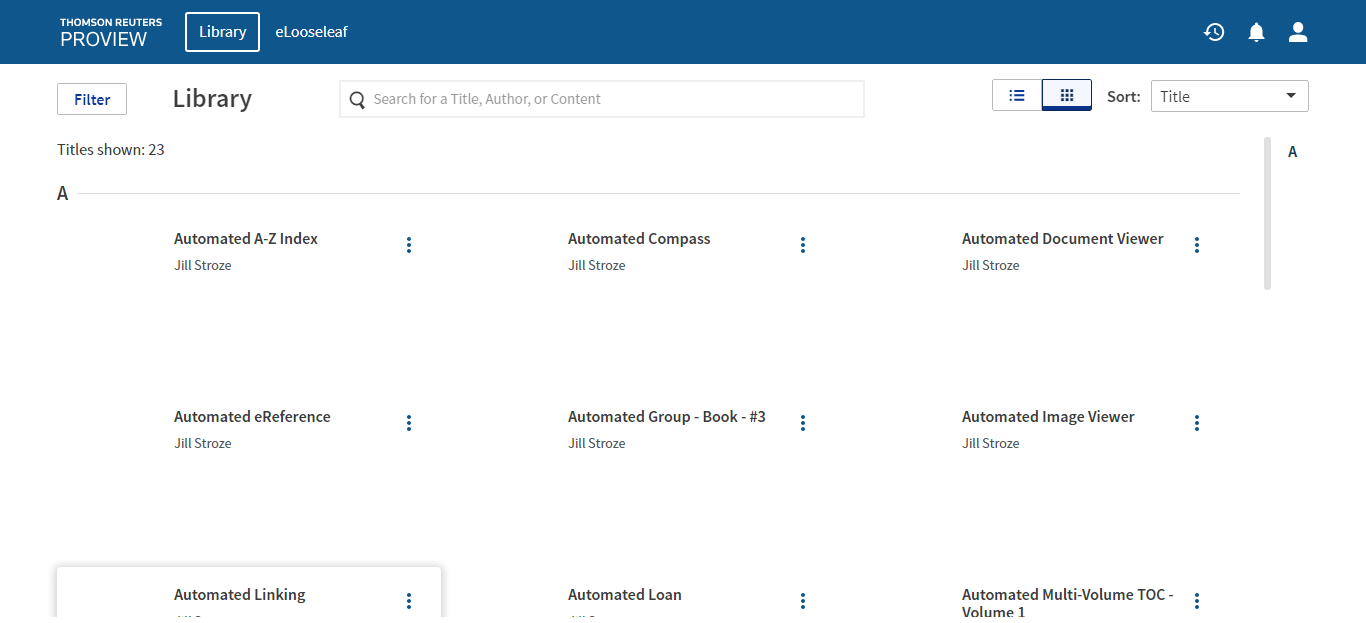 THOMSON REUTERS
PROVIEW
Library
eLooseleaf
Filter
Library
Search for a Title, Author, or Content
Sort:
Title
Titles shown: 23
A
A
Automated A-Z Index
Jill Stroze
Automated Compass
Jill Stroze
Automated Document Viewer
Jill Stroze
Automated eReference
Jill Stroze
Automated Group - Book - #3
Jill Stroze
Automated Image Viewer
Jill Stroze
Automated Linking
Automated Loan
Automated Multi-Volume TOC -
Volume 1